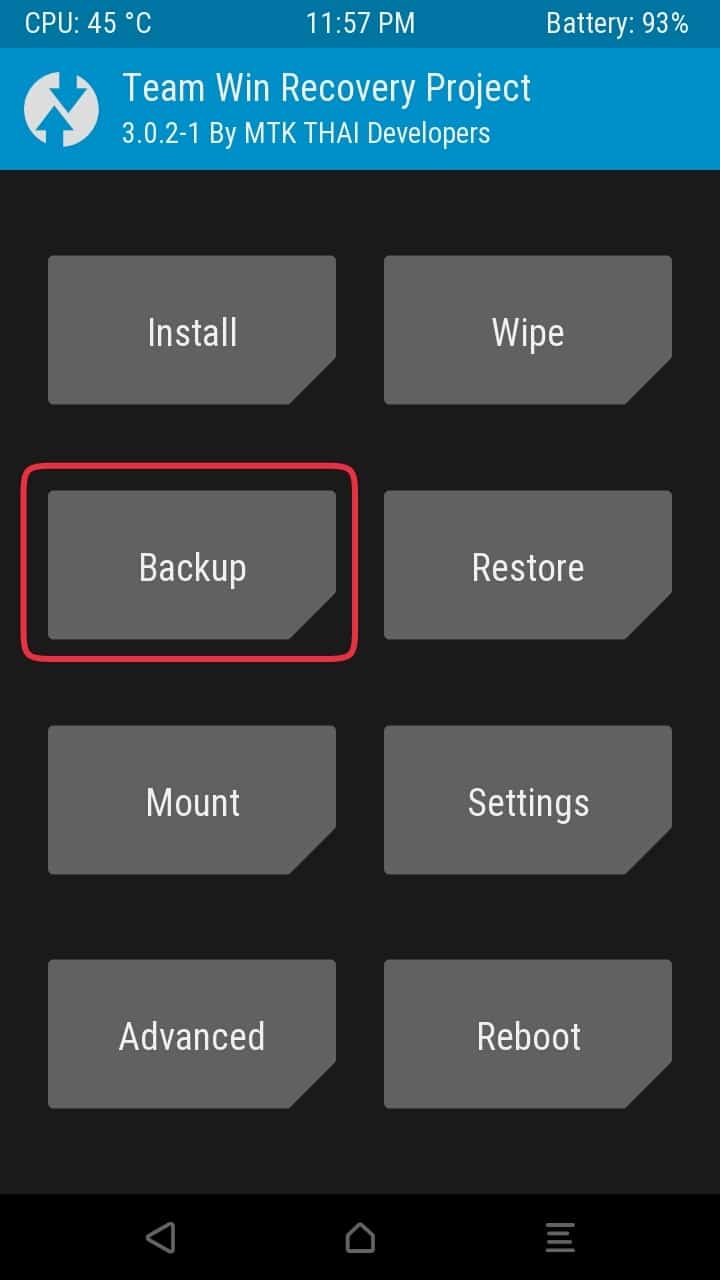 CPU: 45 °C 11:57 PM Battery: 93%
Team Win Recovery Project
3.0.2-1 By MTK THAI Developers
Install Wipe
Backup Restore
Mount Settings
Advanced Reboot